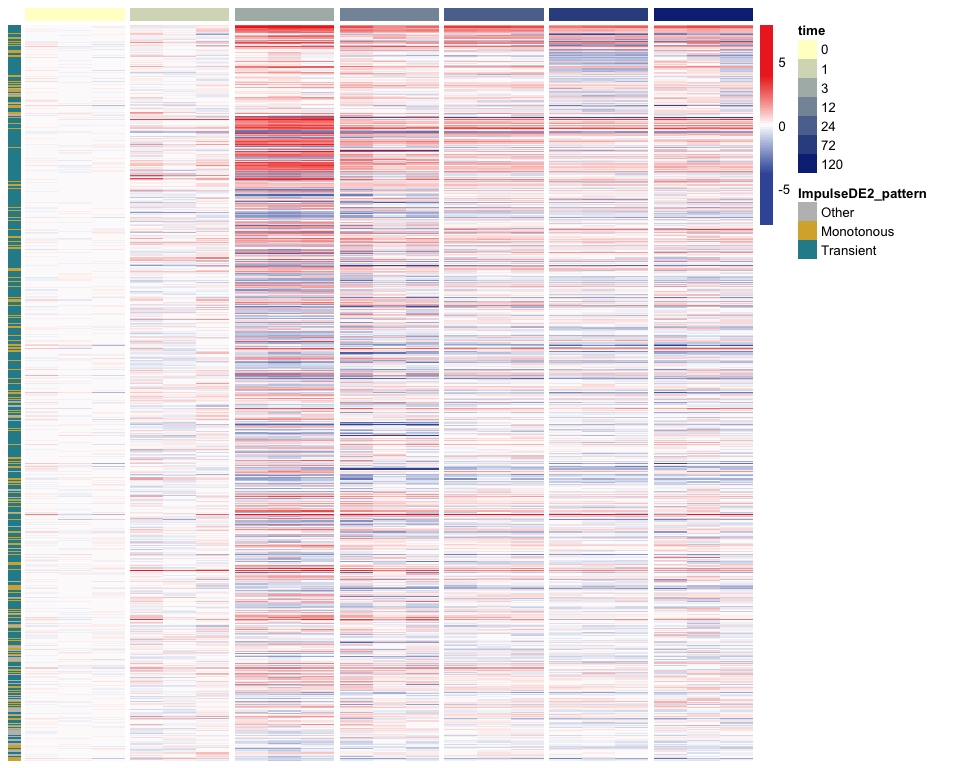 5
0
-5
time
0
1
3
12
24
72
120
ImpulseDE2_pattern
Other
Monotonous
Transient